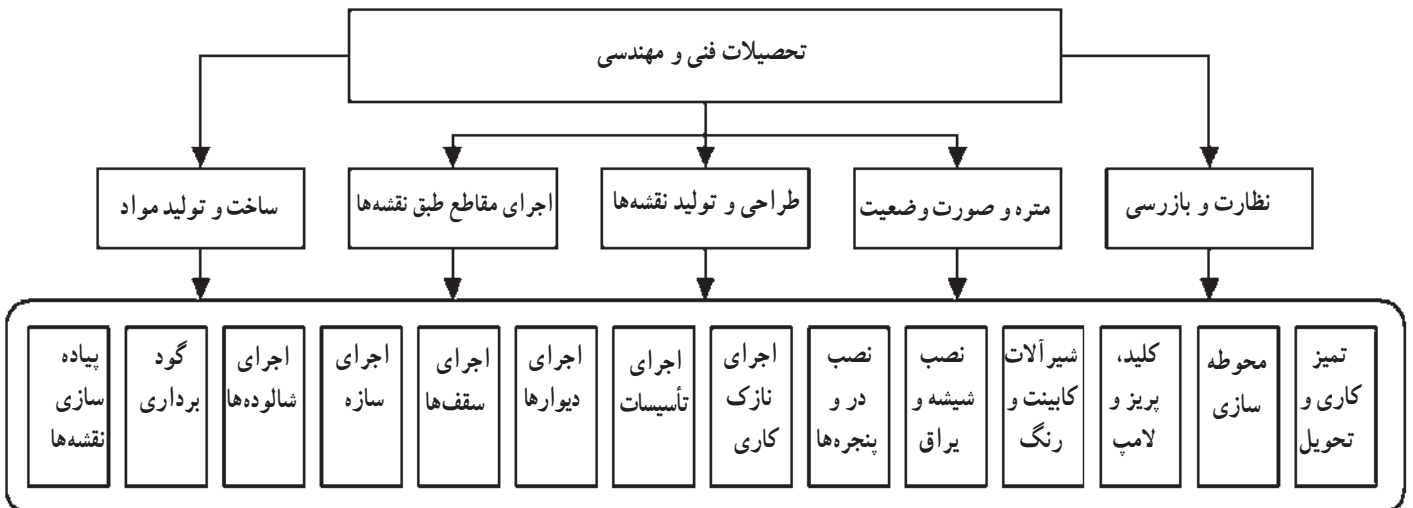 تحصیلات فنی و مهندسی
نظارت و بازرسی
متره و صورت وضعیت
طراحی و تولید نقشه‌ها
اجرای مقاطع طبق نقشه‌ها
ساخت و تولید مواد
تمیز
کاری و
تحویل
محوطه
سازی
کلید،
پریز و
لامپ
شیرآلات
کابینت و
رنگ
نصب
شیشه و
یراق
نصب
در و
پنجره‌ها
اجرای
نازک
کاری
اجرای
تأسیسات
اجرای
دیوارها
اجرای
سقف‌ها
اجرای
سازه
اجرای
شالوده‌ها
گود
برداری
پیاده
سازی
نقشه‌ها